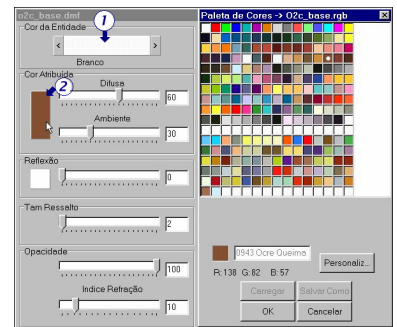 o2c_base.dmf
Cor da Entidade
1
Branco
Cor Atribuída
2
Difusa
60
Ambiente
30
Reflexão
0
Tam Ressalto
2
Opacidade
100
Indice Refração
10
Paleta de Cores -> O2c_base.rgb
0943 Ocre Queima
R: 138 G: 82 B: 57
Personaliz...
Carregar
Salvar Como
OK
Cancelar